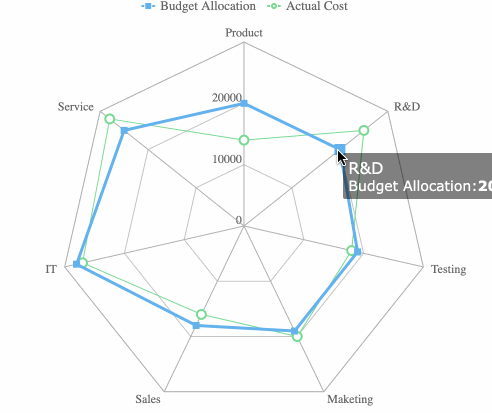 Budget Allocation Actual Cost
Product
20000
Service
R&D
10000
R&D
Budget Allocation: 20
0
IT
Testing
Sales
Maketing